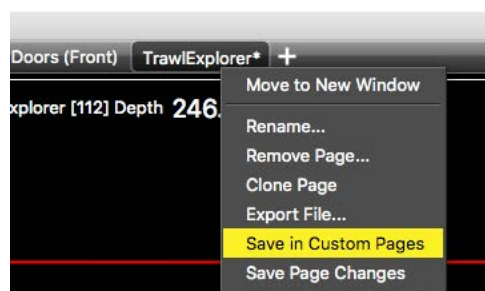 Doors (Front) TrawlExplorer* +
Move to New Window
xplorer [112] Depth 246.
Rename...
Remove Page...
Clone Page
Export File...
Save in Custom Pages
Save Page Changes